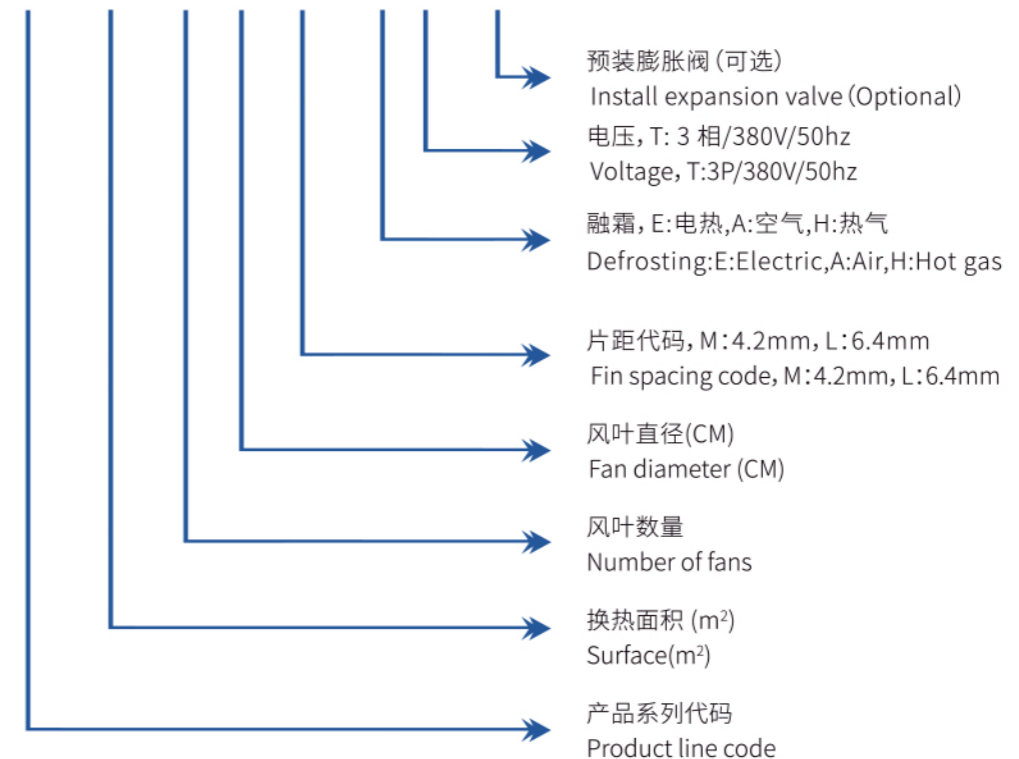 预装膨胀阀（可选）
Install expansion valve（Optional）
电压，T: 3 相/380V/50hz
Voltage，T:3P/380V/50hz
融霜，E:电热,A:空气,H:热气
Defrosting:E:Electric,A:Air,H:Hot gas
片距代码，M：4.2mm，L：6.4mm
Fin spacing code，M：4.2mm，L：6.4mm
风叶直径(CM)
Fan diameter (CM)
风叶数量
Number of fans
换热面积 (m²)
Surface(m²)
产品系列代码
Product line code